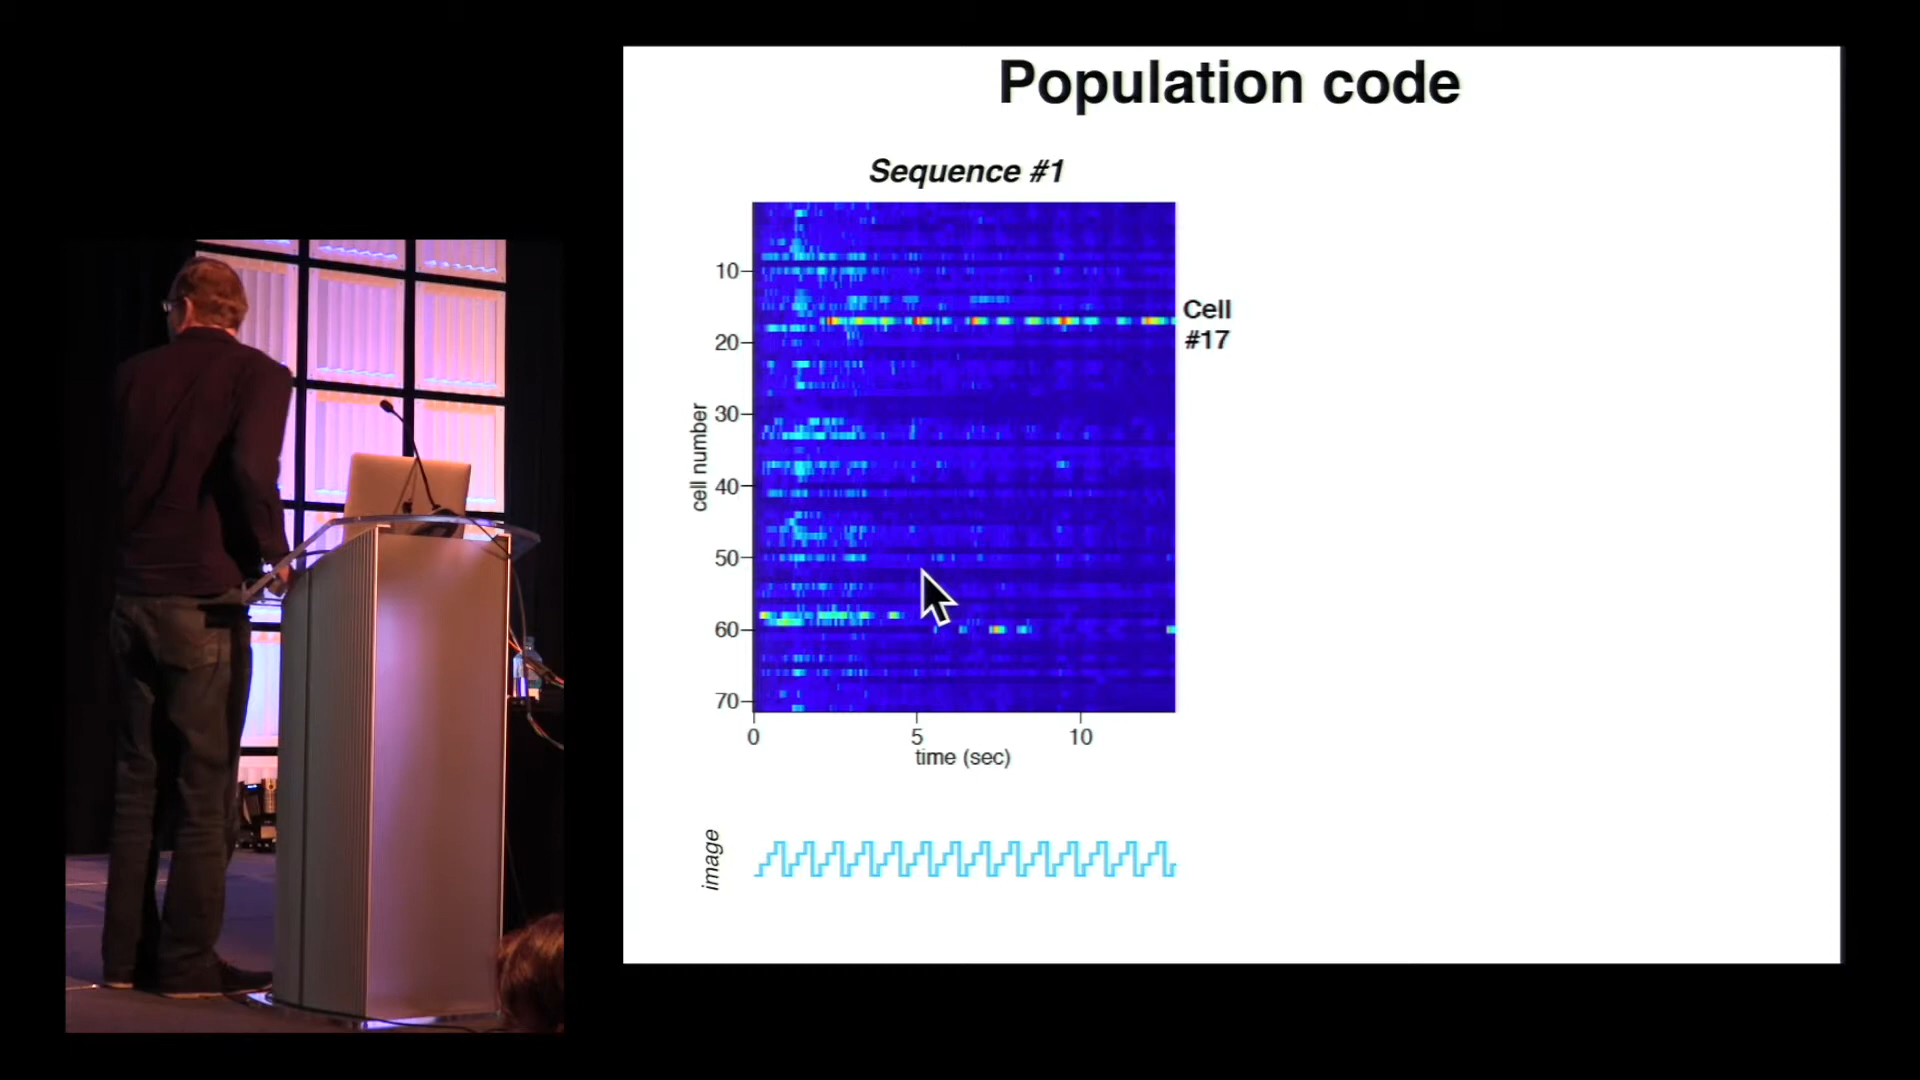 Population code
Sequence #1
10
20
30
40
50
60
70
cell number
Cell
#17
0
5
10
time (sec)
image